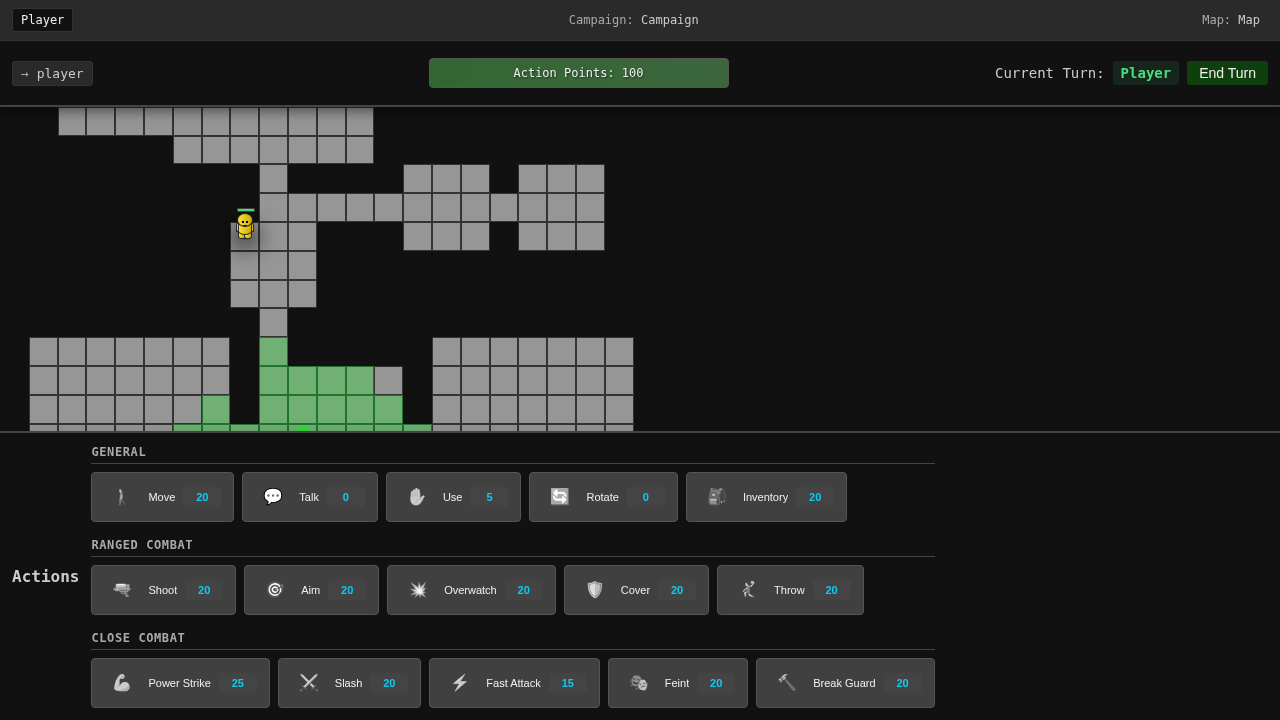 Player
Campaign: Campaign
Map: Map
→ player
Action Points: 100
Current Turn: Player
End Turn
GENERAL
Move 20
Talk 0
Use 5
Rotate 0
Inventory 20
RANGED COMBAT
Actions
Shoot 20
Aim 20
Overwatch 20
Cover 20
Throw 20
CLOSE COMBAT
Power Strike 25
Slash 20
Fast Attack 15
Feint 20
Break Guard 20